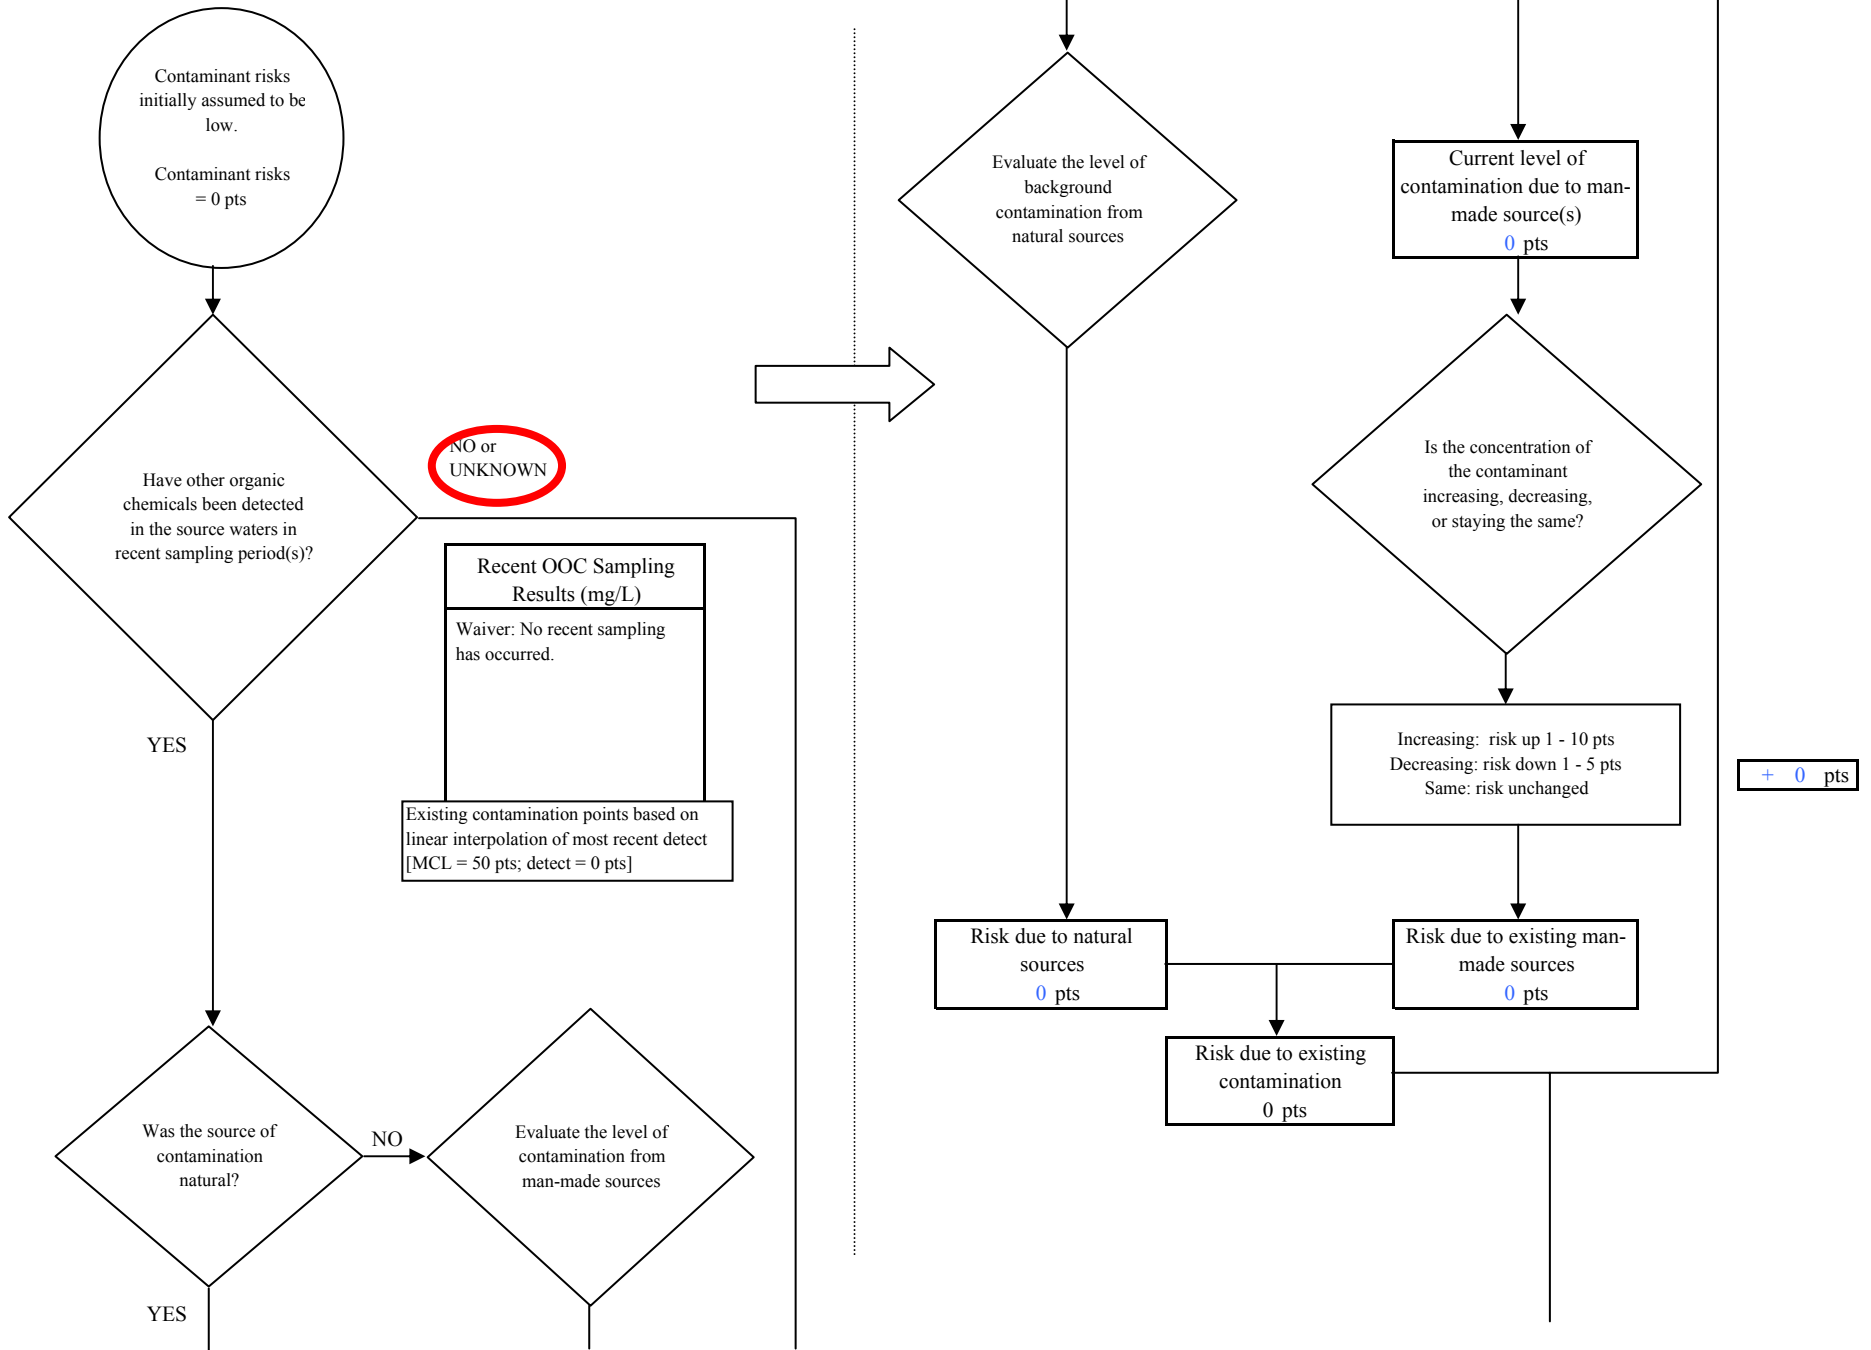 Contaminant risks
initially assumed to be
low.
Contaminant risks
= 0 pts
Have other organic
chemicals been detected
in the source waters in
recent sampling period(s)?
NO or
UNKNOWN
Recent OOC Sampling
Results (mg/L)
Waiver: No recent sampling
has occurred.
Existing contamination points based on
linear interpolation of most recent detect
[MCL = 50 pts; detect = 0 pts]
YES
Was the source of
contamination
natural?
NO
Evaluate the level of
contamination from
man-made sources
YES
Evaluate the level of
background
contamination from
natural sources
Current level of
contamination due to man-
made source(s)
0 pts
Is the concentration of
the contaminant
increasing, decreasing,
or staying the same?
Increasing: risk up 1 - 10 pts
Decreasing: risk down 1 - 5 pts
Same: risk unchanged
+ 0 pts
Risk due to natural
sources
0 pts
Risk due to existing man-
made sources
0 pts
Risk due to existing
contamination
0 pts